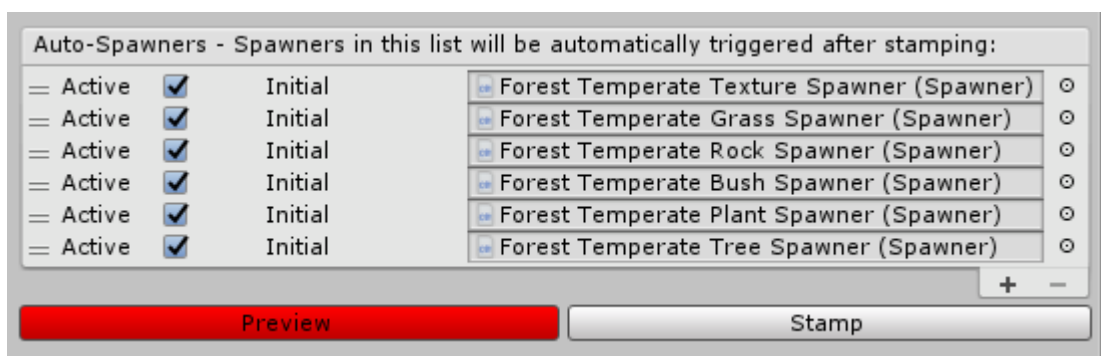 Auto-Spawners - Spawners in this list will be automatically triggered after stamping:
Active Initial Forest Temperate Texture Spawner (Spawner)
Active Initial Forest Temperate Grass Spawner (Spawner)
Active Initial Forest Temperate Rock Spawner (Spawner)
Active Initial Forest Temperate Bush Spawner (Spawner)
Active Initial Forest Temperate Plant Spawner (Spawner)
Active Initial Forest Temperate Tree Spawner (Spawner)
+ −
Preview Stamp